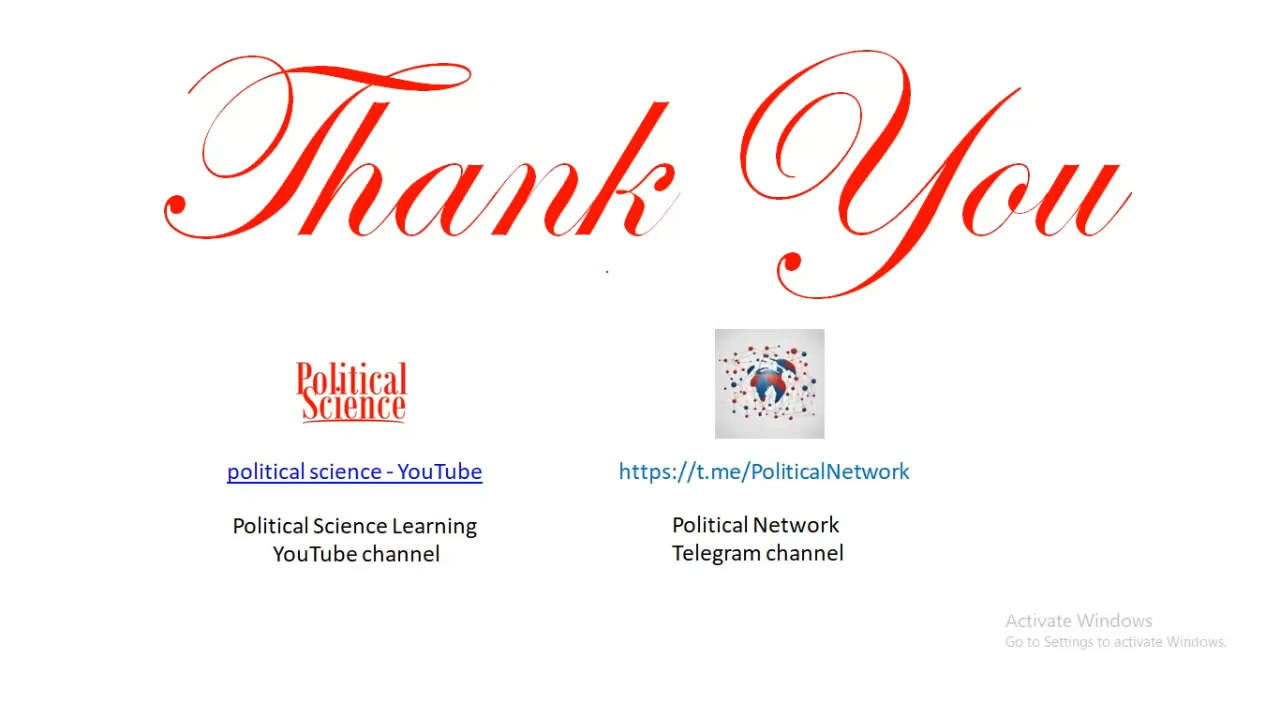 Thank You
.
Political
Science
political science - YouTube
https://t.me/PoliticalNetwork
Political Science Learning
YouTube channel
Political Network
Telegram channel
Activate Windows
Go to Settings to activate Windows.